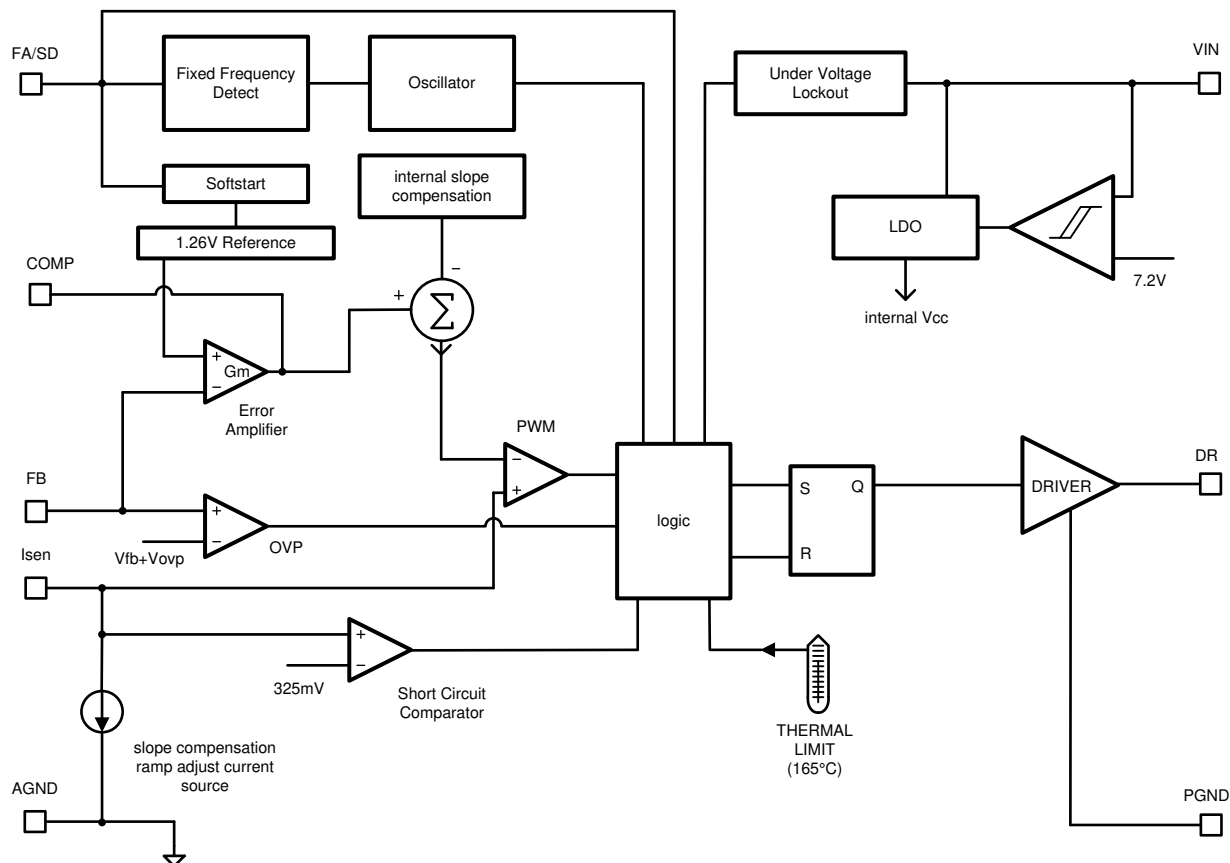 FA/SD
Fixed Frequency
Detect
Oscillator
Under Voltage
Lockout
VIN
Softstart
internal slope
compensation
1.26V Reference
LDO
7.2V
internal Vcc
COMP
−
+
Σ
+
Gm
−
Error
Amplifier
PWM
−
+
FB
+
−
Vfb+Vovp
OVP
logic
S
Q
R
DRIVER
DR
Isen
+
−
325mV
Short Circuit
Comparator
THERMAL
LIMIT
(165°C)
slope compensation
ramp adjust current
source
AGND
PGND